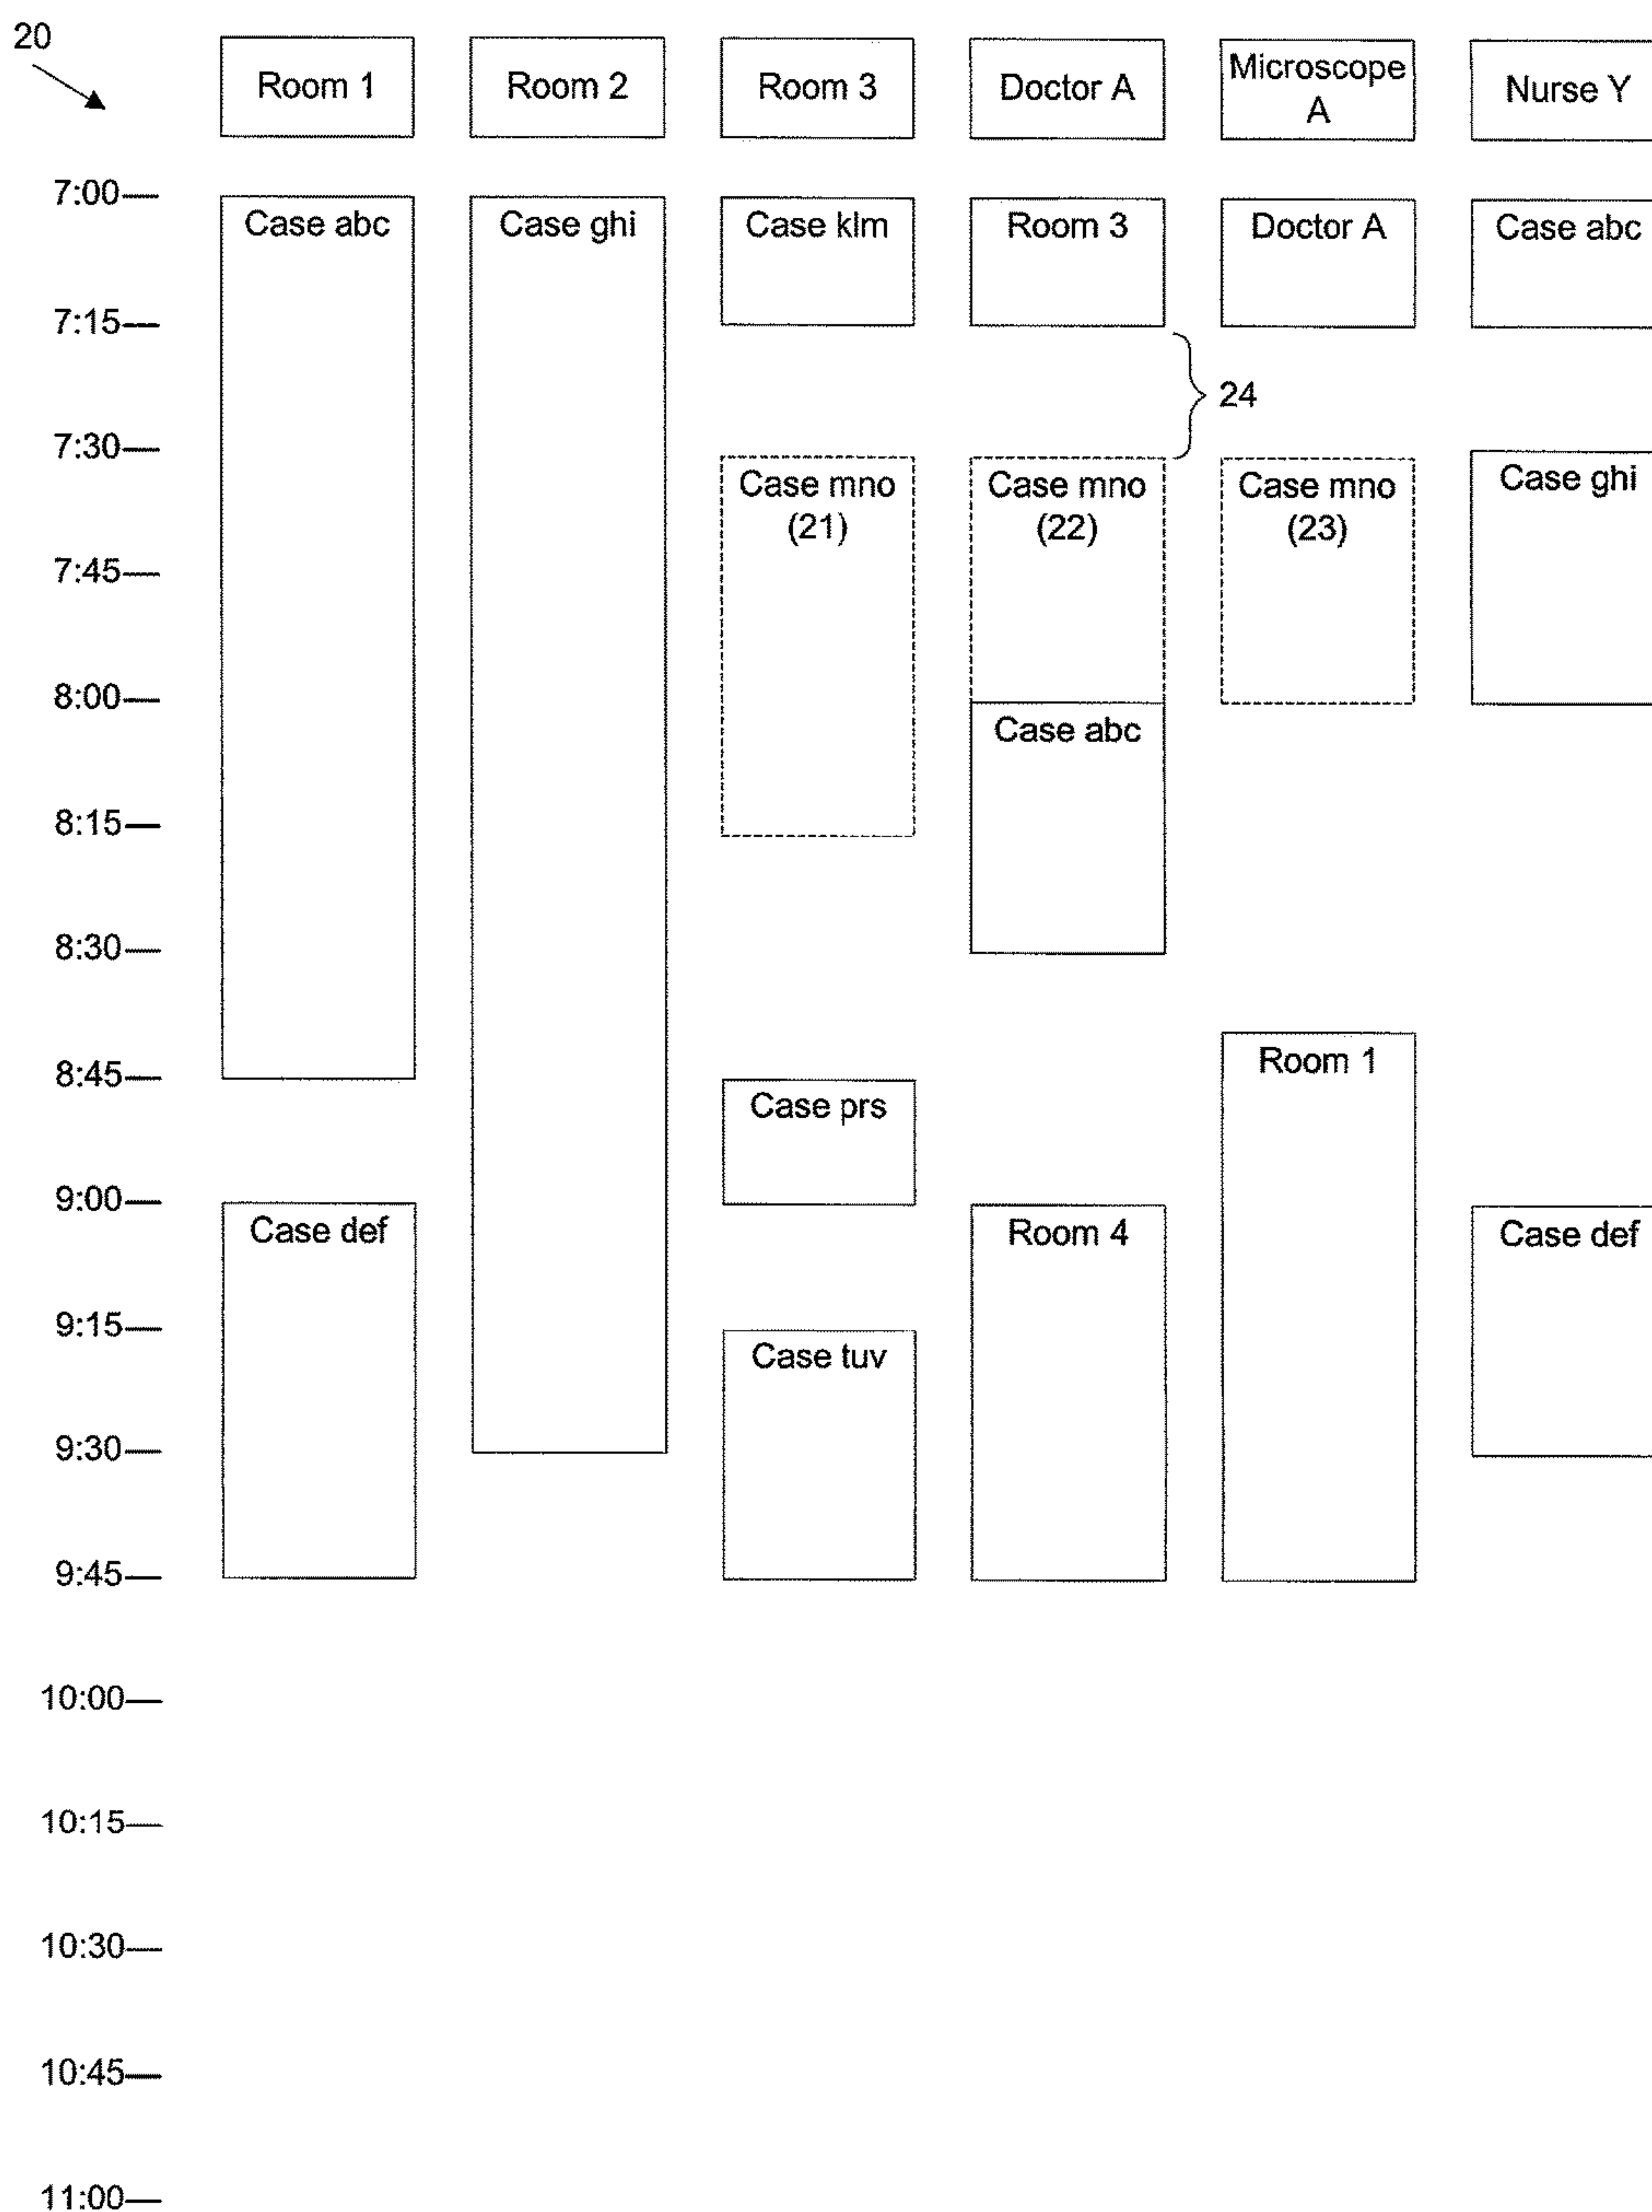 20
Room 1
Room 2
Room 3
Doctor A
Microscope
A
Nurse Y
7:00
Case abc
Case ghi
Case klm
Room 3
Doctor A
Case abc
7:15
24
7:30
Case mno
(21)
Case mno
(22)
Case mno
(23)
Case ghi
7:45
8:00
Case abc
8:15
8:30
8:45
Room 1
Case prs
9:00
Case def
Room 4
Case def
9:15
Case tuv
9:30
9:45
10:00
10:15
10:30
10:45
11:00